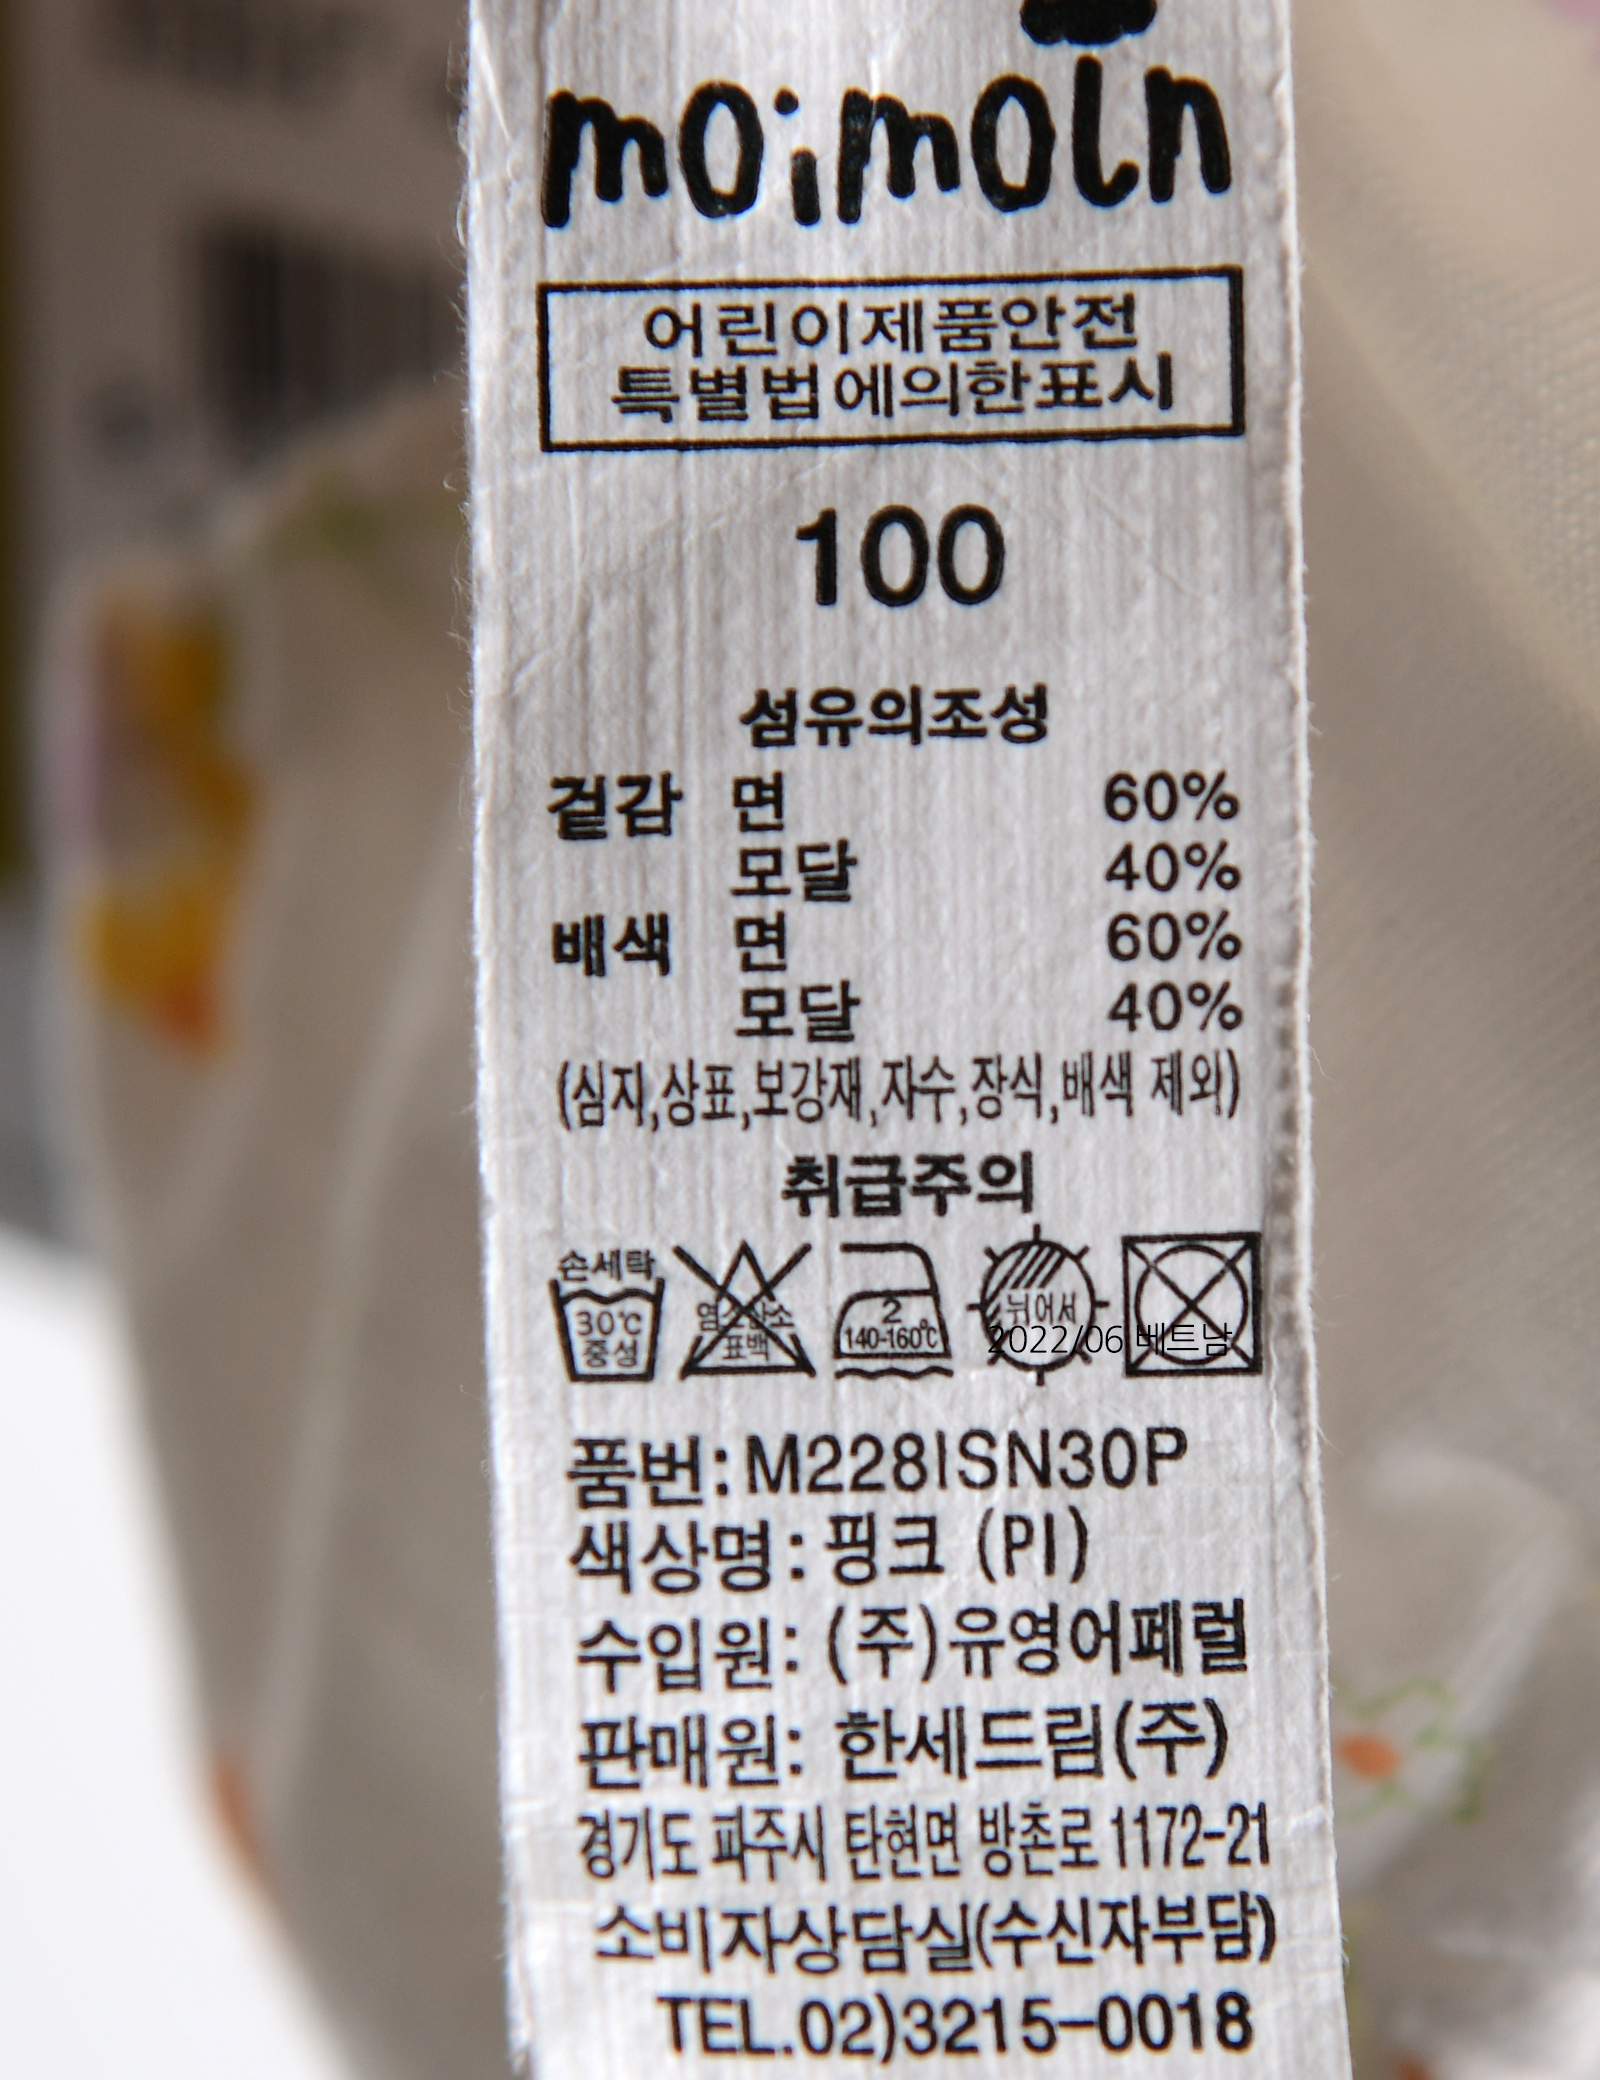 moimoln
어린이제품안전
특별법에의한표시
100
섬유의조성
겉감 면 60%
모달 40%
배색 면 60%
모달 40%
(심지,상표,보강재,자수,장식,배색 제외)
취급주의
손세탁
30℃
중성
염소산소
표백
2
140-160℃
뉘어서
2022/06 베트남
품번: M228ISN30P
색상명: 핑크 (PI)
수입원: (주)유영어페럴
판매원: 한세드림(주)
경기도 파주시 탄현면 방촌로 1172-21
소비자상담실(수신자부담)
TEL.02)3215-0018